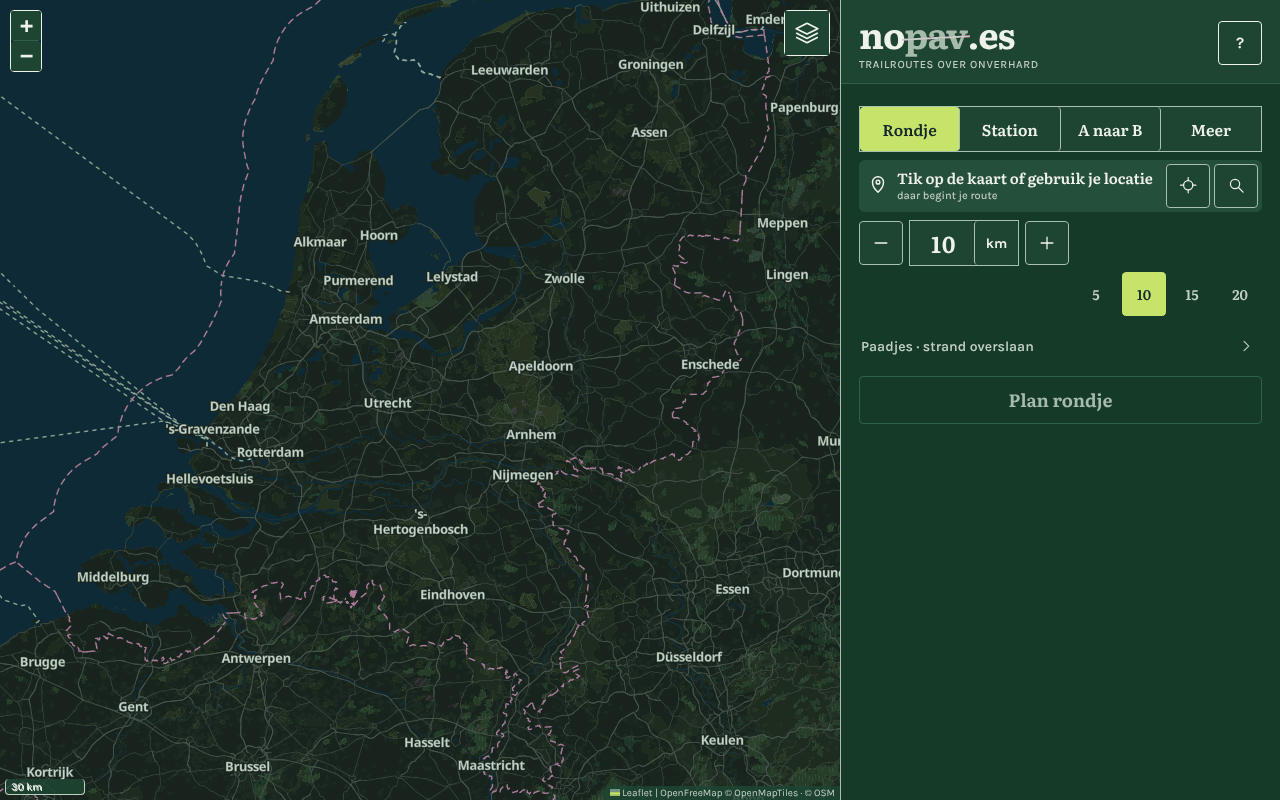 +
−
Uithuizen
Emder
Delfzijl
Leeuwarden
Groningen
Papenburg
Assen
Meppen
Alkmaar
Hoorn
Purmerend
Lelystad
Zwolle
Lingen
Amsterdam
Apeldoorn
Enschede
Den Haag
Utrecht
's-Gravenzande
Arnhem
Mun
Rotterdam
Hellevoetsluis
Nijmegen
's-
Hertogenbosch
Middelburg
Dortmund
Eindhoven
Essen
Brugge
Antwerpen
Düsseldorf
Gent
Hasselt
Keulen
Kortrijk
Brussel
Maastricht
30 km
Leaflet | OpenFreeMap © OpenMapTiles · © OSM
nopav.es
TRAILROUTES OVER ONVERHARD
?
Rondje
Station
A naar B
Meer
Tik op de kaart of gebruik je locatie
daar begint je route
− 10 km +
5 10 15 20
Paadjes · strand overslaan
Plan rondje